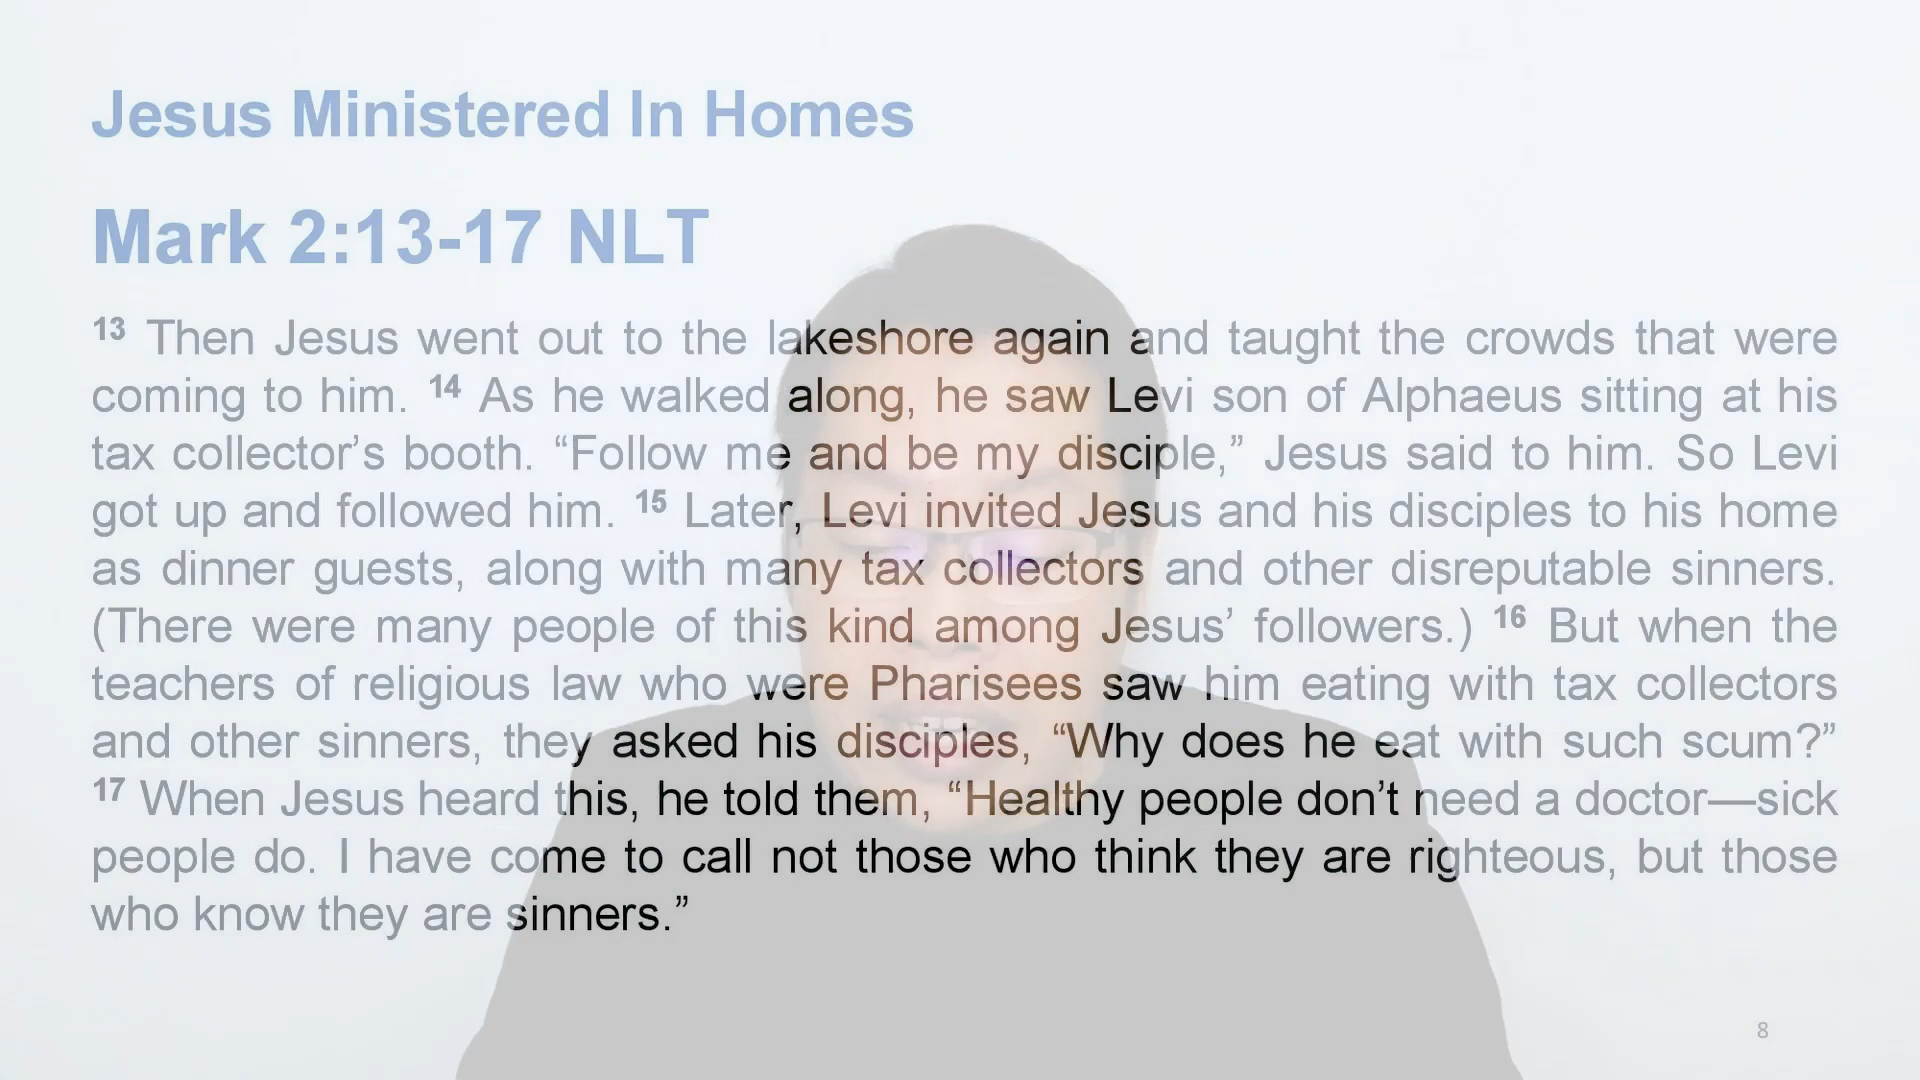 Jesus Ministered In Homes
Mark 2:13-17 NLT
13 Then Jesus went out to the lakeshore again and taught the crowds that were
coming to him. 14 As he walked along, he saw Levi son of Alphaeus sitting at his
tax collector’s booth. “Follow me and be my disciple,” Jesus said to him. So Levi
got up and followed him. 15 Later, Levi invited Jesus and his disciples to his home
as dinner guests, along with many tax collectors and other disreputable sinners.
(There were many people of this kind among Jesus’ followers.) 16 But when the
teachers of religious law who were Pharisees saw him eating with tax collectors
and other sinners, they asked his disciples, “Why does he eat with such scum?”
17 When Jesus heard this, he told them, “Healthy people don’t need a doctor—sick
people do. I have come to call not those who think they are righteous, but those
who know they are sinners.”
8